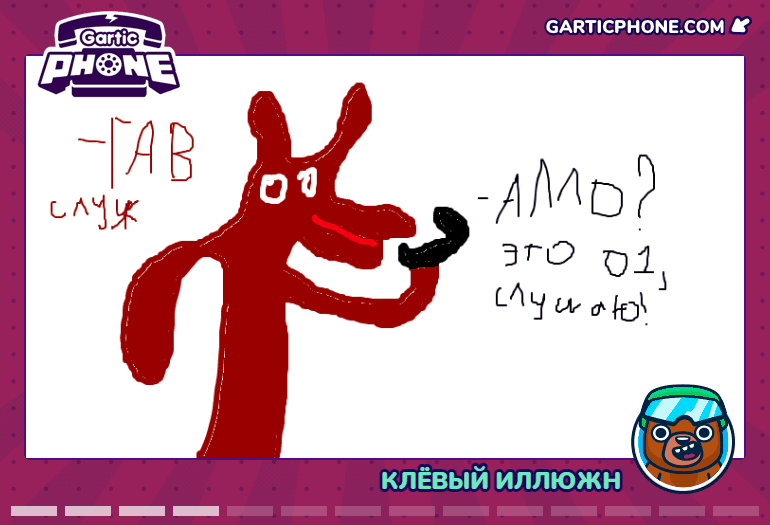 Gartic
PHONE
GARTICPHONE.COM
-ГАВ
служ
-АЛЛО?
это 01,
слушаю!
КЛЁВЫЙ ИЛЛЮЖН